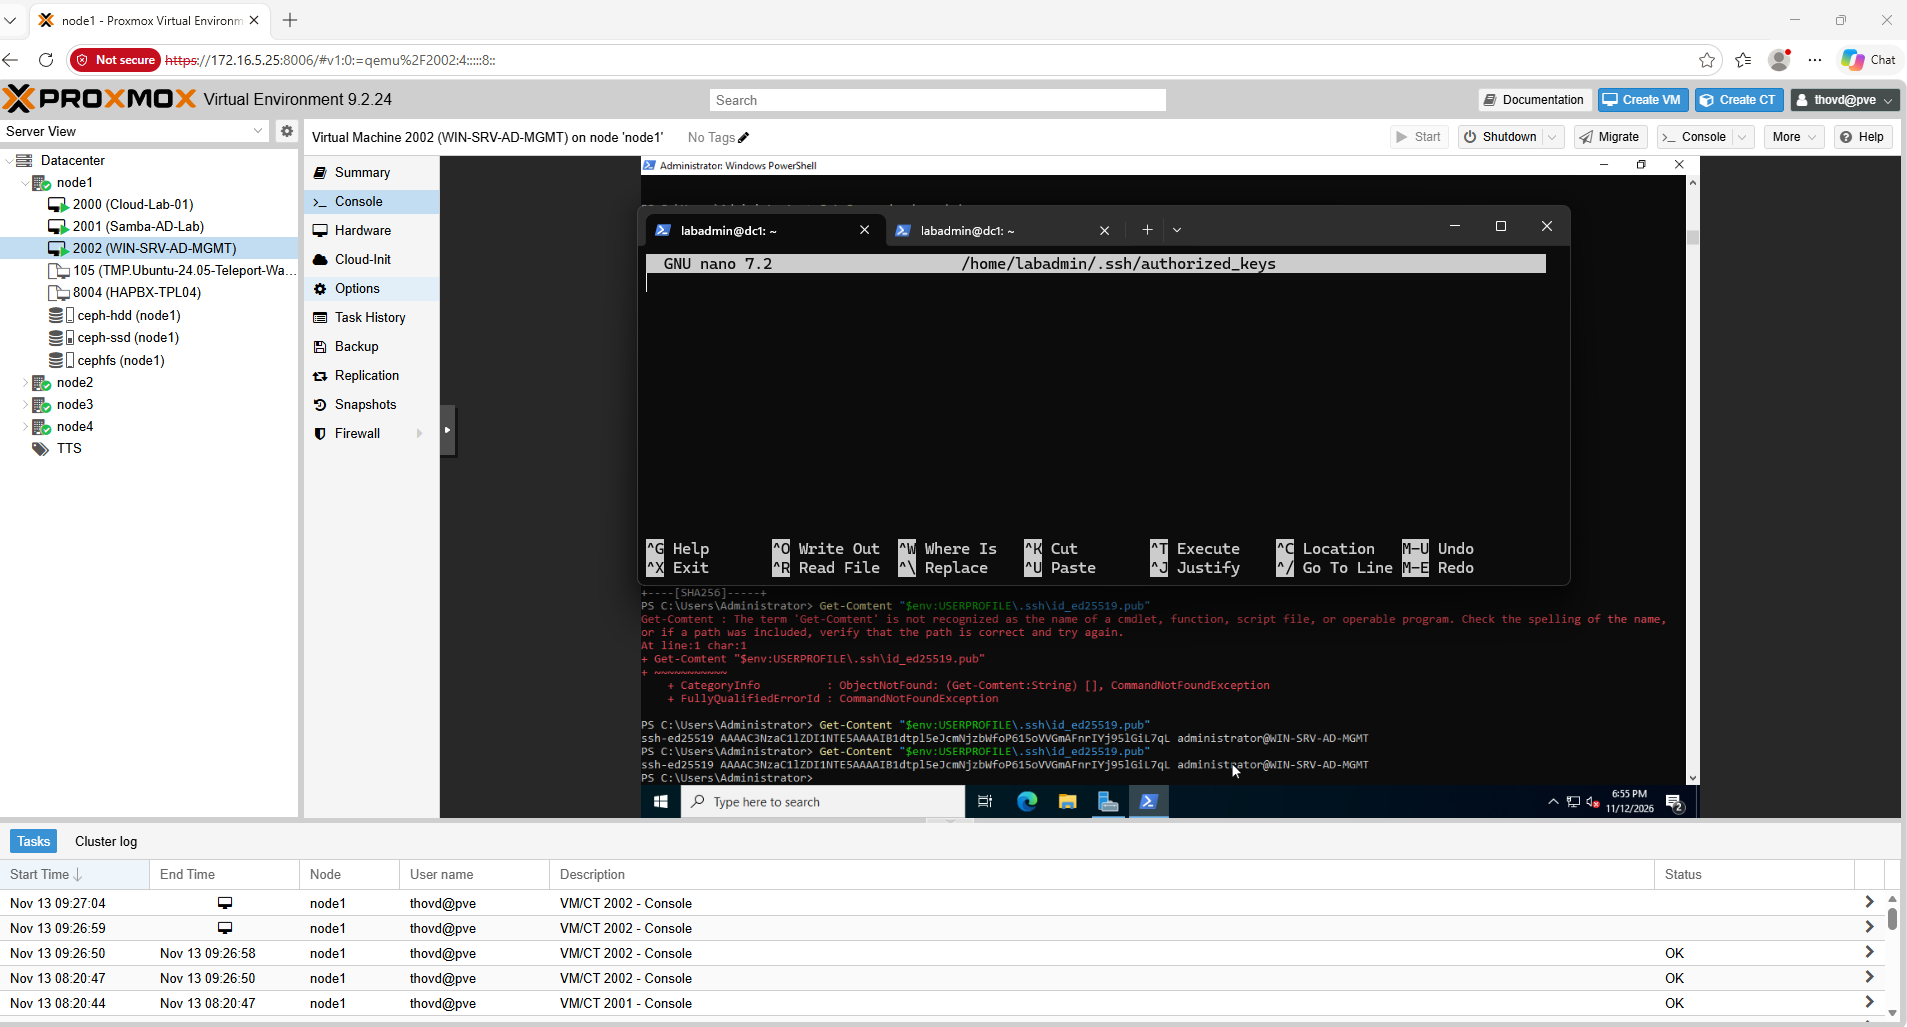 node1 - Proxmox Virtual Environm
Not secure https://172.16.5.25:8006/#v1:0:=qemu%2F2002:4:::::8::
Chat
PROXMOX Virtual Environment 9.2.24
Search
Documentation
Create VM
Create CT
thovd@pve
Server View
Virtual Machine 2002 (WIN-SRV-AD-MGMT) on node 'node1'
No Tags
Start
Shutdown
Migrate
Console
More
Help
Datacenter
node1
2000 (Cloud-Lab-01)
2001 (Samba-AD-Lab)
2002 (WIN-SRV-AD-MGMT)
105 (TMP.Ubuntu-24.05-Teleport-Wa...
8004 (HAPBX-TPL04)
ceph-hdd (node1)
ceph-ssd (node1)
cephfs (node1)
node2
node3
node4
TTS
Summary
Console
Hardware
Cloud-Init
Options
Task History
Backup
Replication
Snapshots
Firewall
Administrator: Windows PowerShell
labadmin@dc1: ~
labadmin@dc1: ~
GNU nano 7.2 /home/labadmin/.ssh/authorized_keys
^G Help ^O Write Out ^W Where Is ^K Cut ^T Execute ^C Location M-U Undo
^X Exit ^R Read File ^\ Replace ^U Paste ^J Justify ^/ Go To Line M-E Redo
+----[SHA256]-----+
PS C:\Users\Administrator> Get-Comtent "$env:USERPROFILE\.ssh\id_ed25519.pub"
Get-Comtent : The term 'Get-Comtent' is not recognized as the name of a cmdlet, function, script file, or operable program. Check the spelling of the name,
or if a path was included, verify that the path is correct and try again.
At line:1 char:1
+ Get-Comtent "$env:USERPROFILE\.ssh\id_ed25519.pub"
+ ~~~~~~~~~~~
+ CategoryInfo : ObjectNotFound: (Get-Comtent:String) [], CommandNotFoundException
+ FullyQualifiedErrorId : CommandNotFoundException
PS C:\Users\Administrator> Get-Content "$env:USERPROFILE\.ssh\id_ed25519.pub"
ssh-ed25519 AAAAC3NzaC1lZDI1NTE5AAAAIB1dtpl5eJcmNjzbWfoP615oVVGmAFnrIYj95lGiL7qL administrator@WIN-SRV-AD-MGMT
PS C:\Users\Administrator> Get-Content "$env:USERPROFILE\.ssh\id_ed25519.pub"
ssh-ed25519 AAAAC3NzaC1lZDI1NTE5AAAAIB1dtpl5eJcmNjzbWfoP615oVVGmAFnrIYj95lGiL7qL administrator@WIN-SRV-AD-MGMT
PS C:\Users\Administrator>
Type here to search
6:55 PM
11/12/2026
2
Tasks
Cluster log
Start Time End Time Node User name Description Status
Nov 13 09:27:04 node1 thovd@pve VM/CT 2002 - Console
Nov 13 09:26:59 node1 thovd@pve VM/CT 2002 - Console
Nov 13 09:26:50 Nov 13 09:26:58 node1 thovd@pve VM/CT 2002 - Console OK
Nov 13 08:20:47 Nov 13 09:26:50 node1 thovd@pve VM/CT 2002 - Console OK
Nov 13 08:20:44 Nov 13 08:20:47 node1 thovd@pve VM/CT 2001 - Console OK